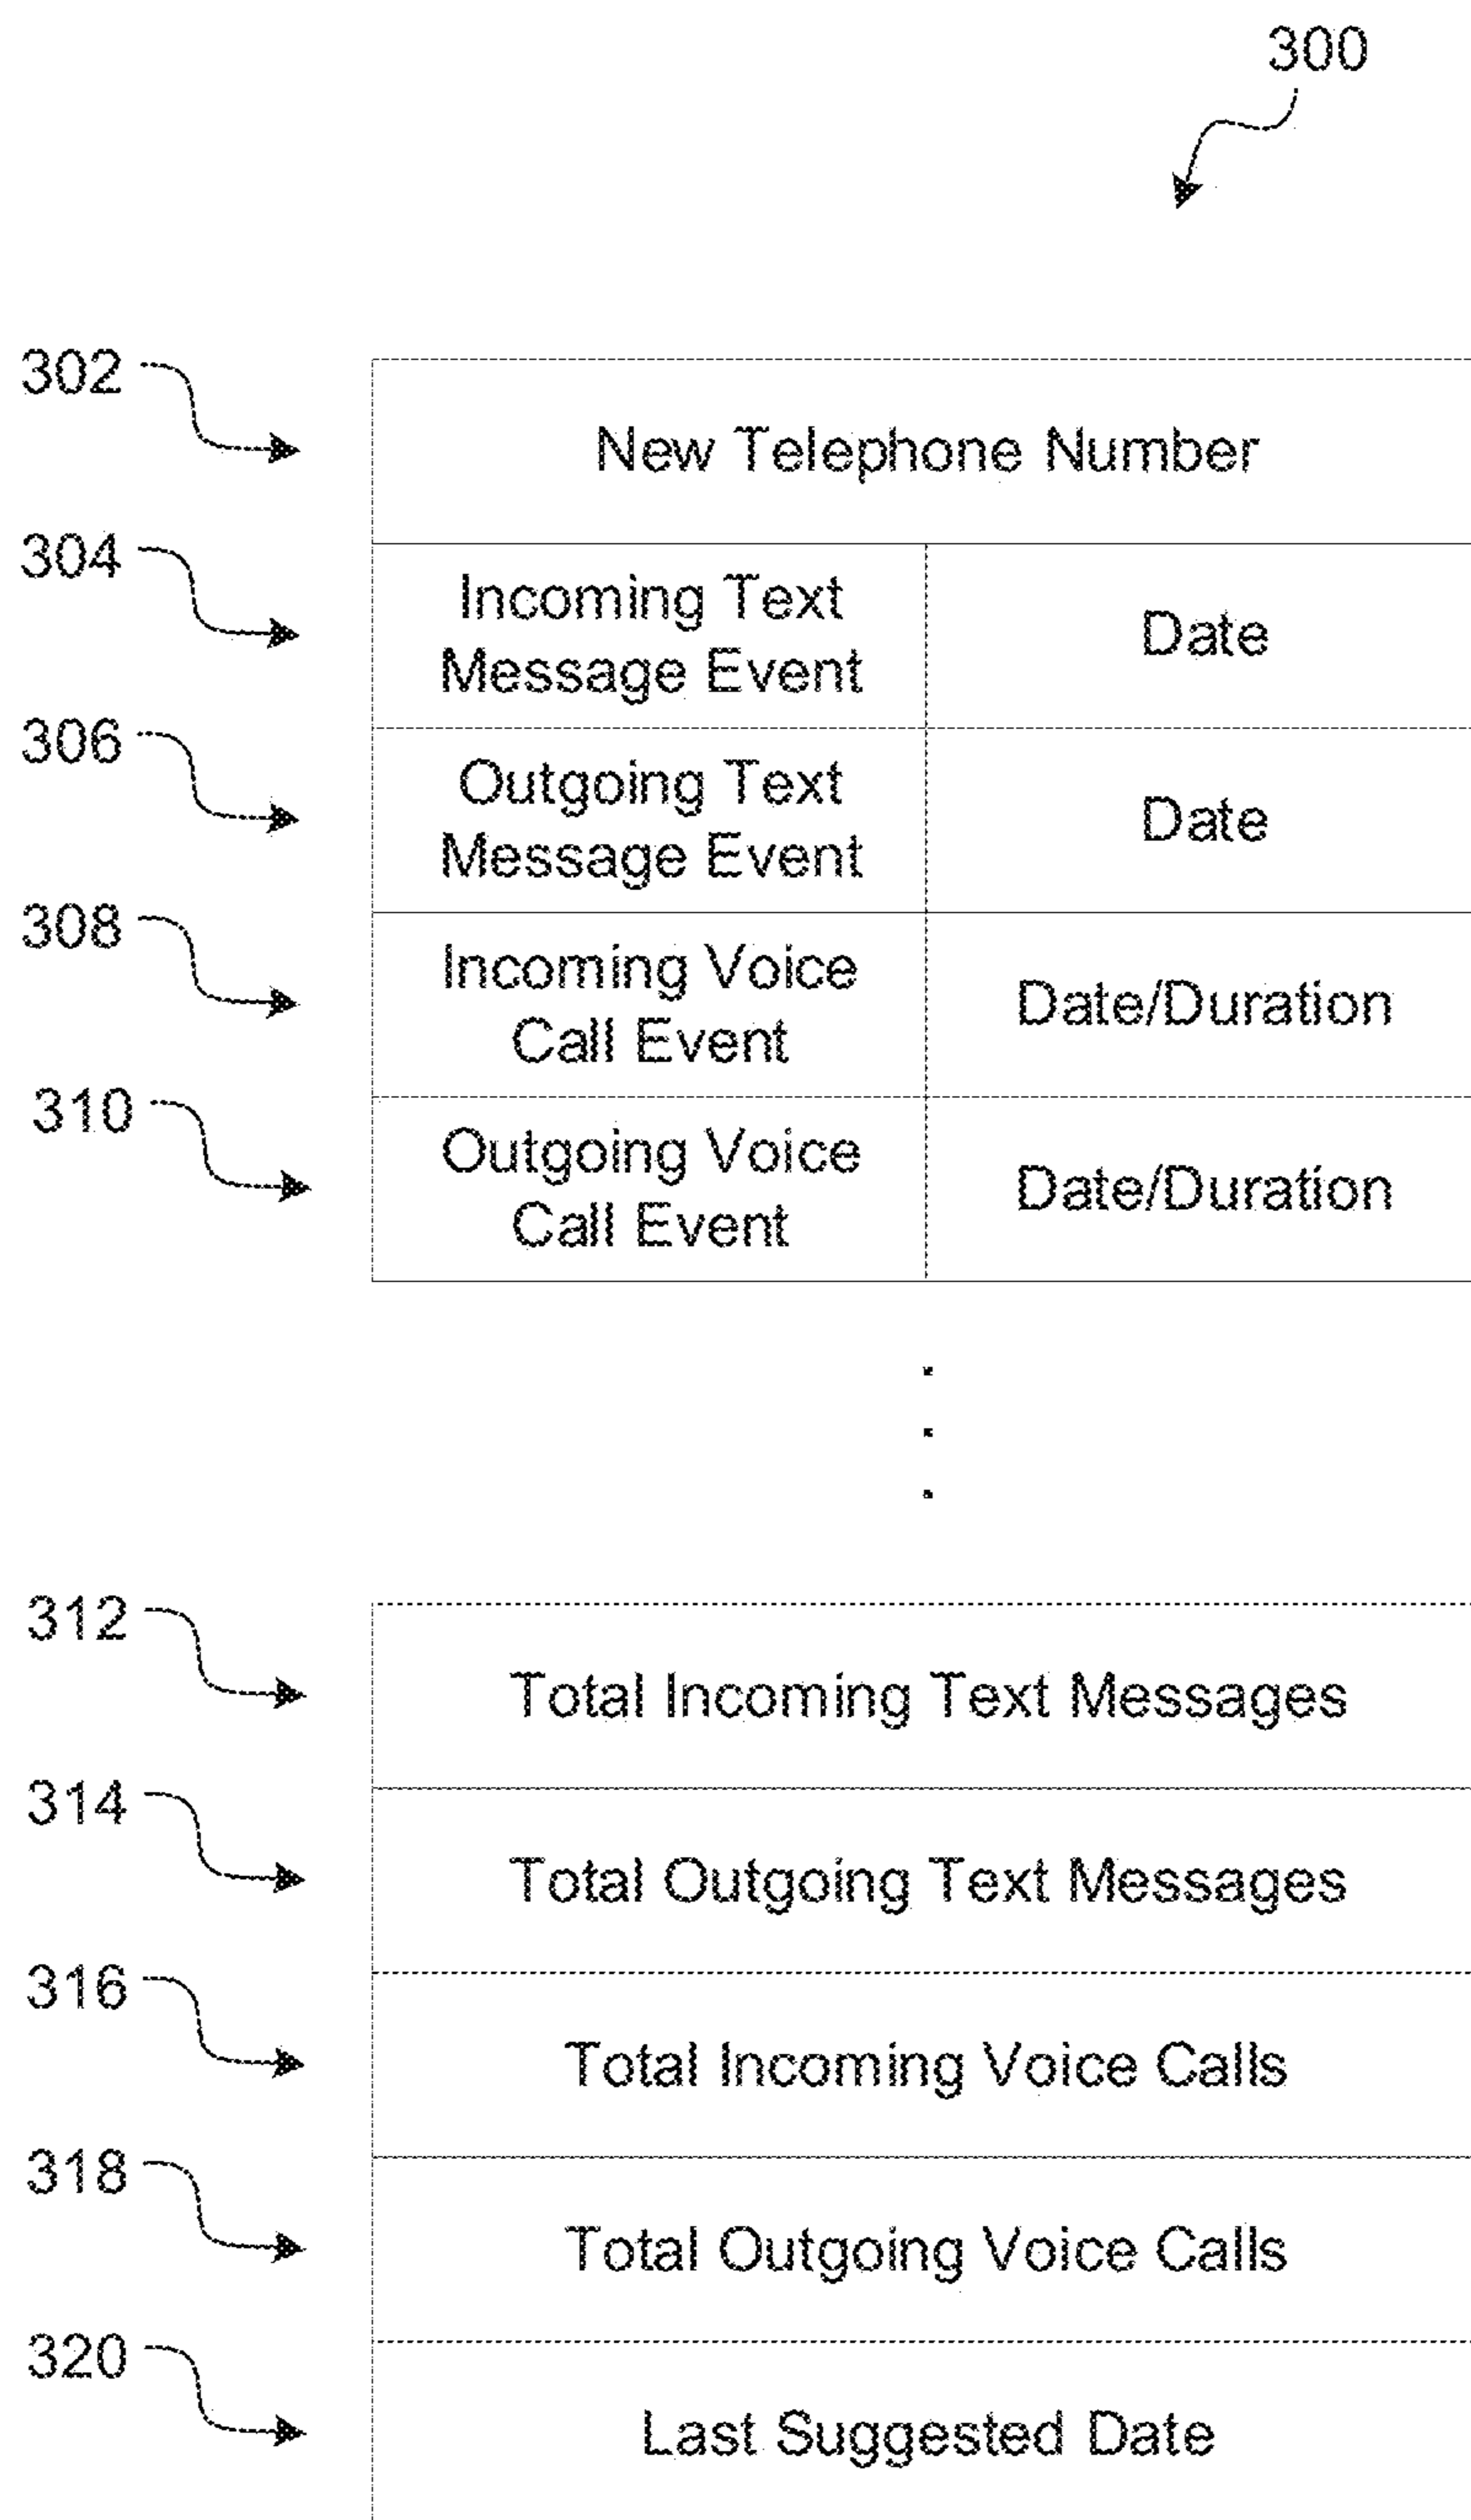 300
302
New Telephone Number
304
Incoming Text
Message Event
Date
306
Outgoing Text
Message Event
Date
308
Incoming Voice
Call Event
Date/Duration
310
Outgoing Voice
Call Event
Date/Duration
312
Total Incoming Text Messages
314
Total Outgoing Text Messages
316
Total Incoming Voice Calls
318
Total Outgoing Voice Calls
320
Last Suggested Date